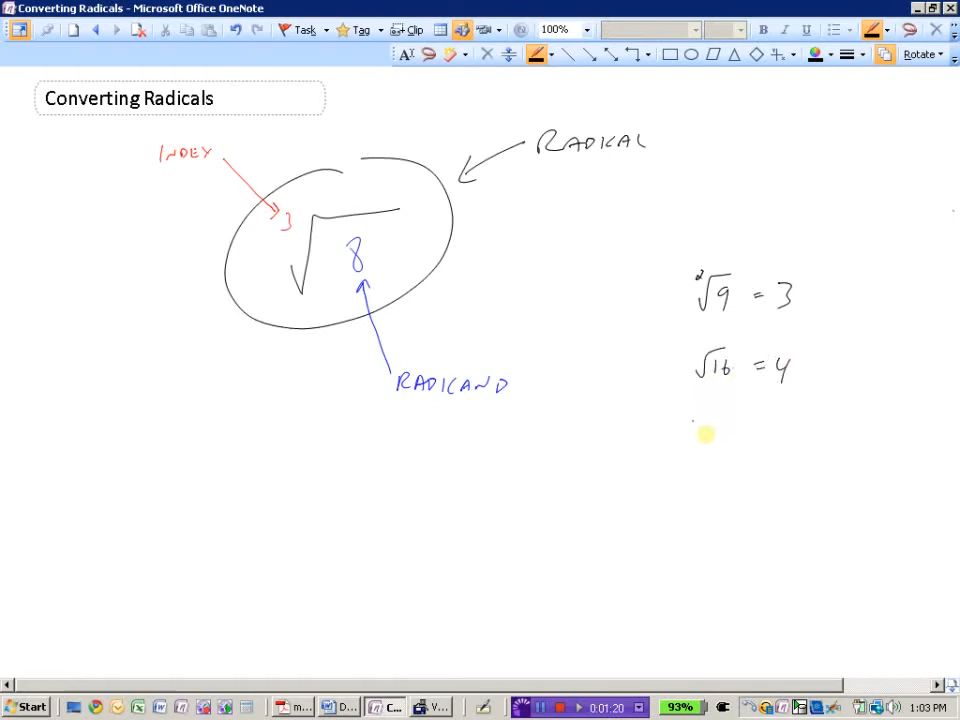 Converting Radicals - Microsoft Office OneNote
Task Tag Clip 100% B I U
Rotate
Converting Radicals
INDEX
RADICAL
3√8
RADICAND
2√9 = 3
√16 = 4
Start m... D... C... V... 0:01:20 93% 1:03 PM